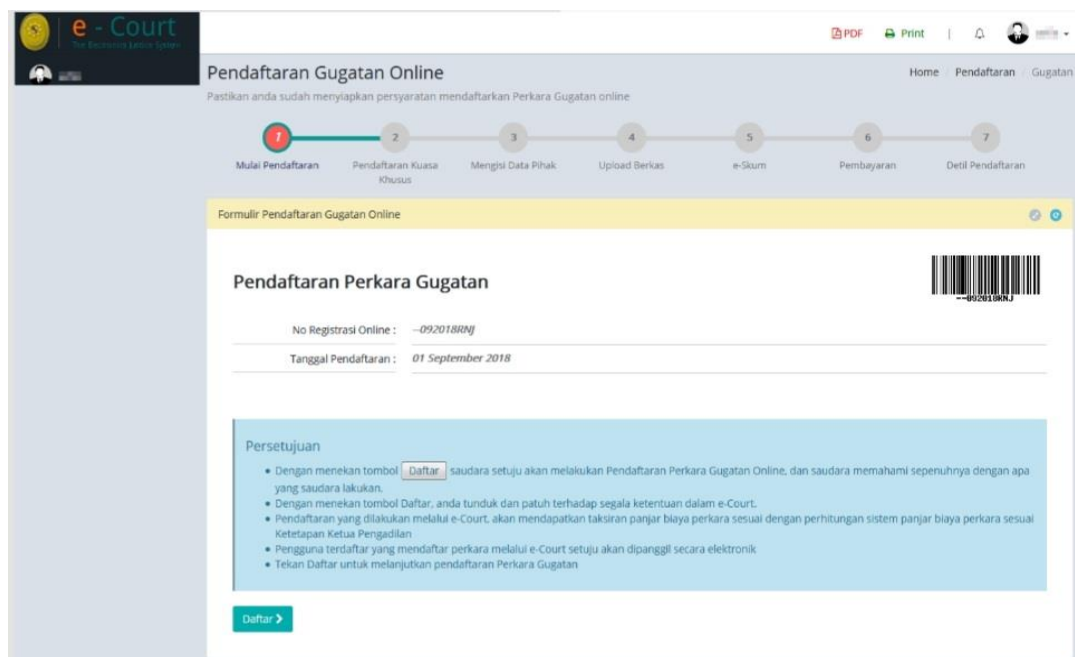 e - Court
PDF Print |
Pendaftaran Gugatan Online
Home / Pendaftaran / Gugatan
Pastikan anda sudah menyiapkan persyaratan mendaftarkan Perkara Gugatan online
1 2 3 4 5 6 7
Mulai Pendaftaran
Pendaftaran Kuasa
Khusus
Mengisi Data Pihak
Upload Berkas
e-Skum
Pembayaran
Detil Pendaftaran
Formulir Pendaftaran Gugatan Online
Pendaftaran Perkara Gugatan
--092018RNJ
No Registrasi Online : --092018RNJ
Tanggal Pendaftaran : 01 September 2018
Persetujuan
• Dengan menekan tombol Daftar saudara setuju akan melakukan Pendaftaran Perkara Gugatan Online, dan saudara memahami sepenuhnya dengan apa
yang saudara lakukan.
• Dengan menekan tombol Daftar, anda tunduk dan patuh terhadap segala ketentuan dalam e-Court.
• Pendaftaran yang dilakukan melalui e-Court, akan mendapatkan taksiran panjar biaya perkara sesuai dengan perhitungan sistem panjar biaya perkara sesuai
Ketetapan Ketua Pengadilan
• Pengguna terdaftar yang mendaftar perkara melalui e-Court setuju akan dipanggil secara elektronik
• Tekan Daftar untuk melanjutkan pendaftaran Perkara Gugatan
Daftar